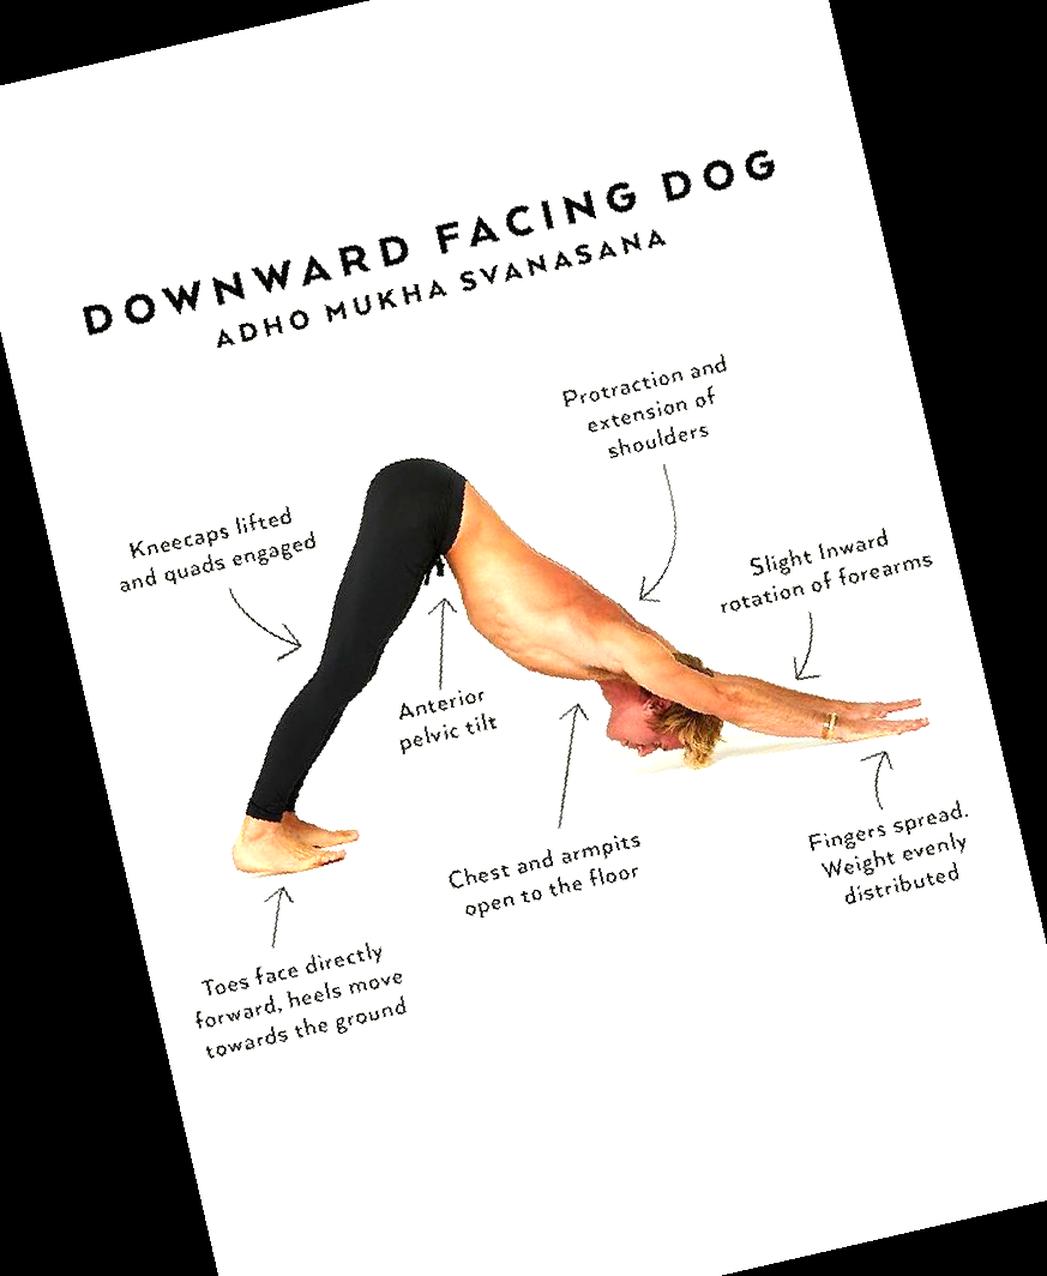 DOWNWARD FACING DOG
ADHO MUKHA SVANASANA
Protraction and
extension of
shoulders
Kneecaps lifted
and quads engaged
Slight Inward
rotation of forearms
Anterior
pelvic tilt
Chest and armpits
open to the floor
Fingers spread.
Weight evenly
distributed
Toes face directly
forward, heels move
towards the ground